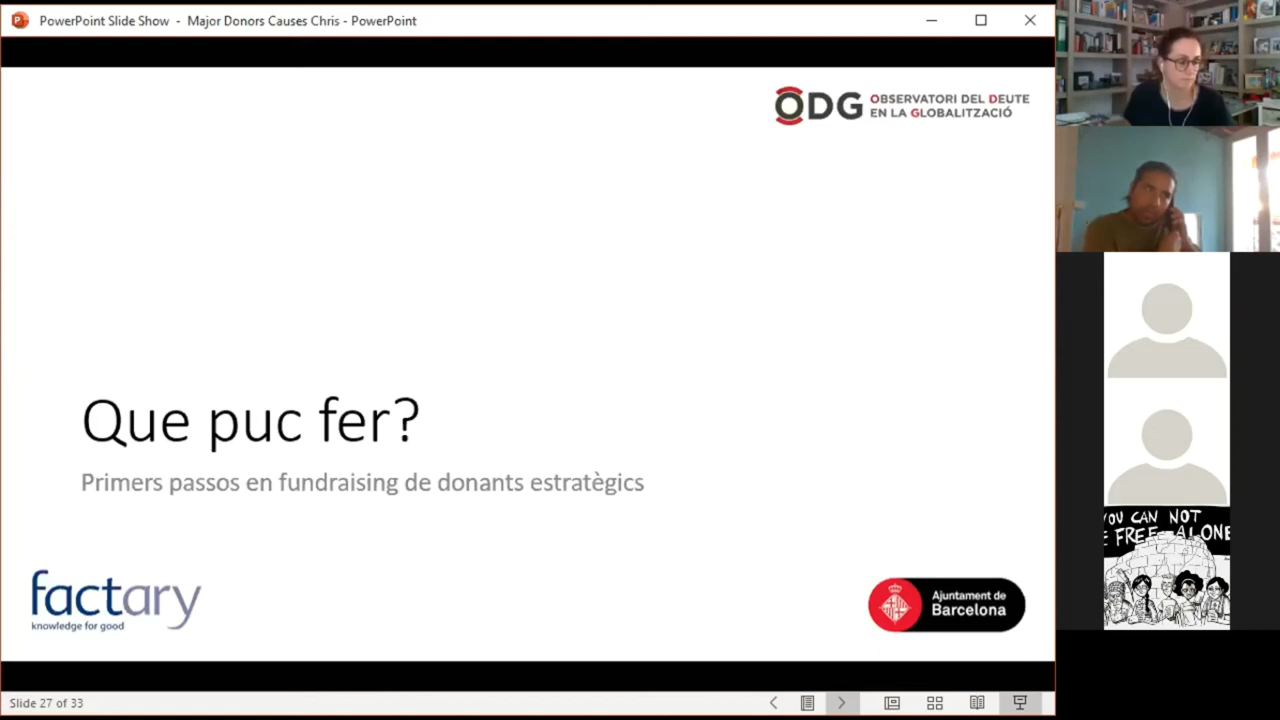 PowerPoint Slide Show - Major Donors Causes Chris - PowerPoint
ODG OBSERVATORI DEL DEUTE
EN LA GLOBALITZACIÓ
Que puc fer?
Primers passos en fundraising de donants estratègics
factary
knowledge for good
Ajuntament de
Barcelona
YOU CAN NOT
BE FREE ALONE
Slide 27 of 33